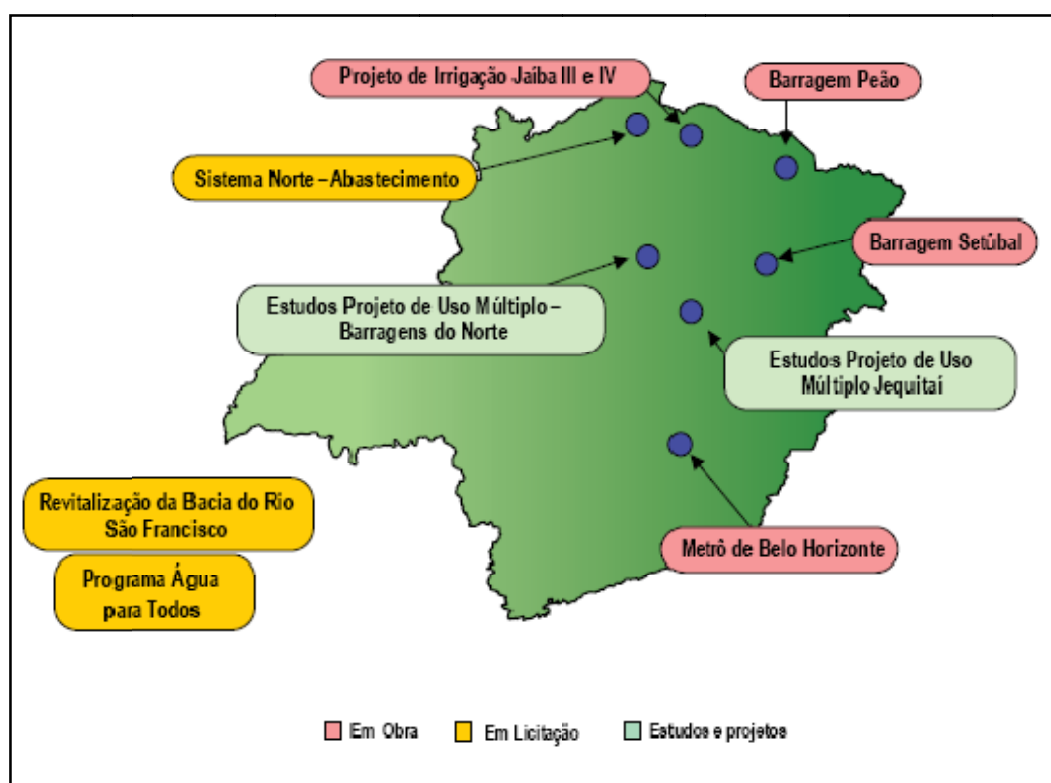 Projeto de Irrigação Jaíba III e IV
Barragem Peão
Sistema Norte – Abastecimento
Barragem Setúbal
Estudos Projeto de Uso Múltiplo –
Barragens do Norte
Estudos Projeto de Uso
Múltiplo Jequitaí
Revitalização da Bacia do Rio
São Francisco
Metrô de Belo Horizonte
Programa Água
para Todos
Em Obra
Em Licitação
Estudos e projetos